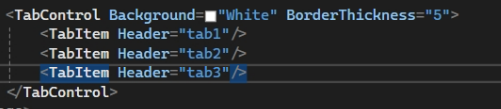 <TabControl Background="White" BorderThickness="5">
<TabItem Header="tab1"/>
<TabItem Header="tab2"/>
<TabItem Header="tab3"/>
</TabControl>